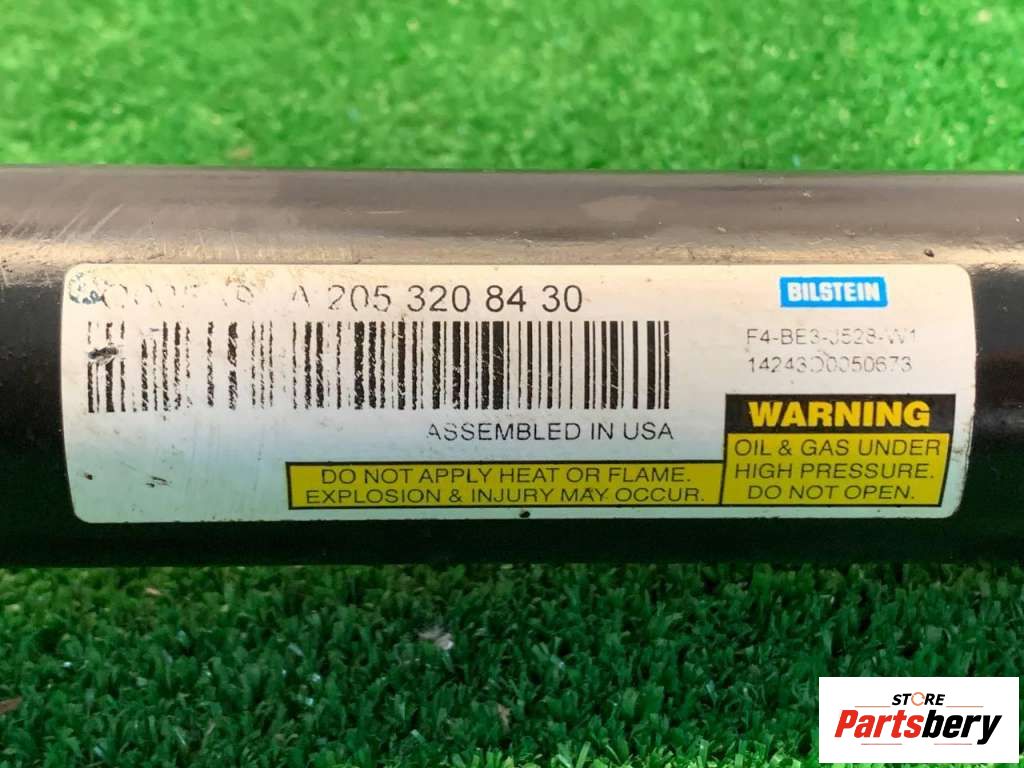 A 205 320 84 30
BILSTEIN
F4-BE3-J528-W1
14243D0050673
ASSEMBLED IN USA
WARNING
OIL & GAS UNDER
HIGH PRESSURE.
DO NOT OPEN.
DO NOT APPLY HEAT OR FLAME.
EXPLOSION & INJURY MAY OCCUR.
STORE
Partsbery